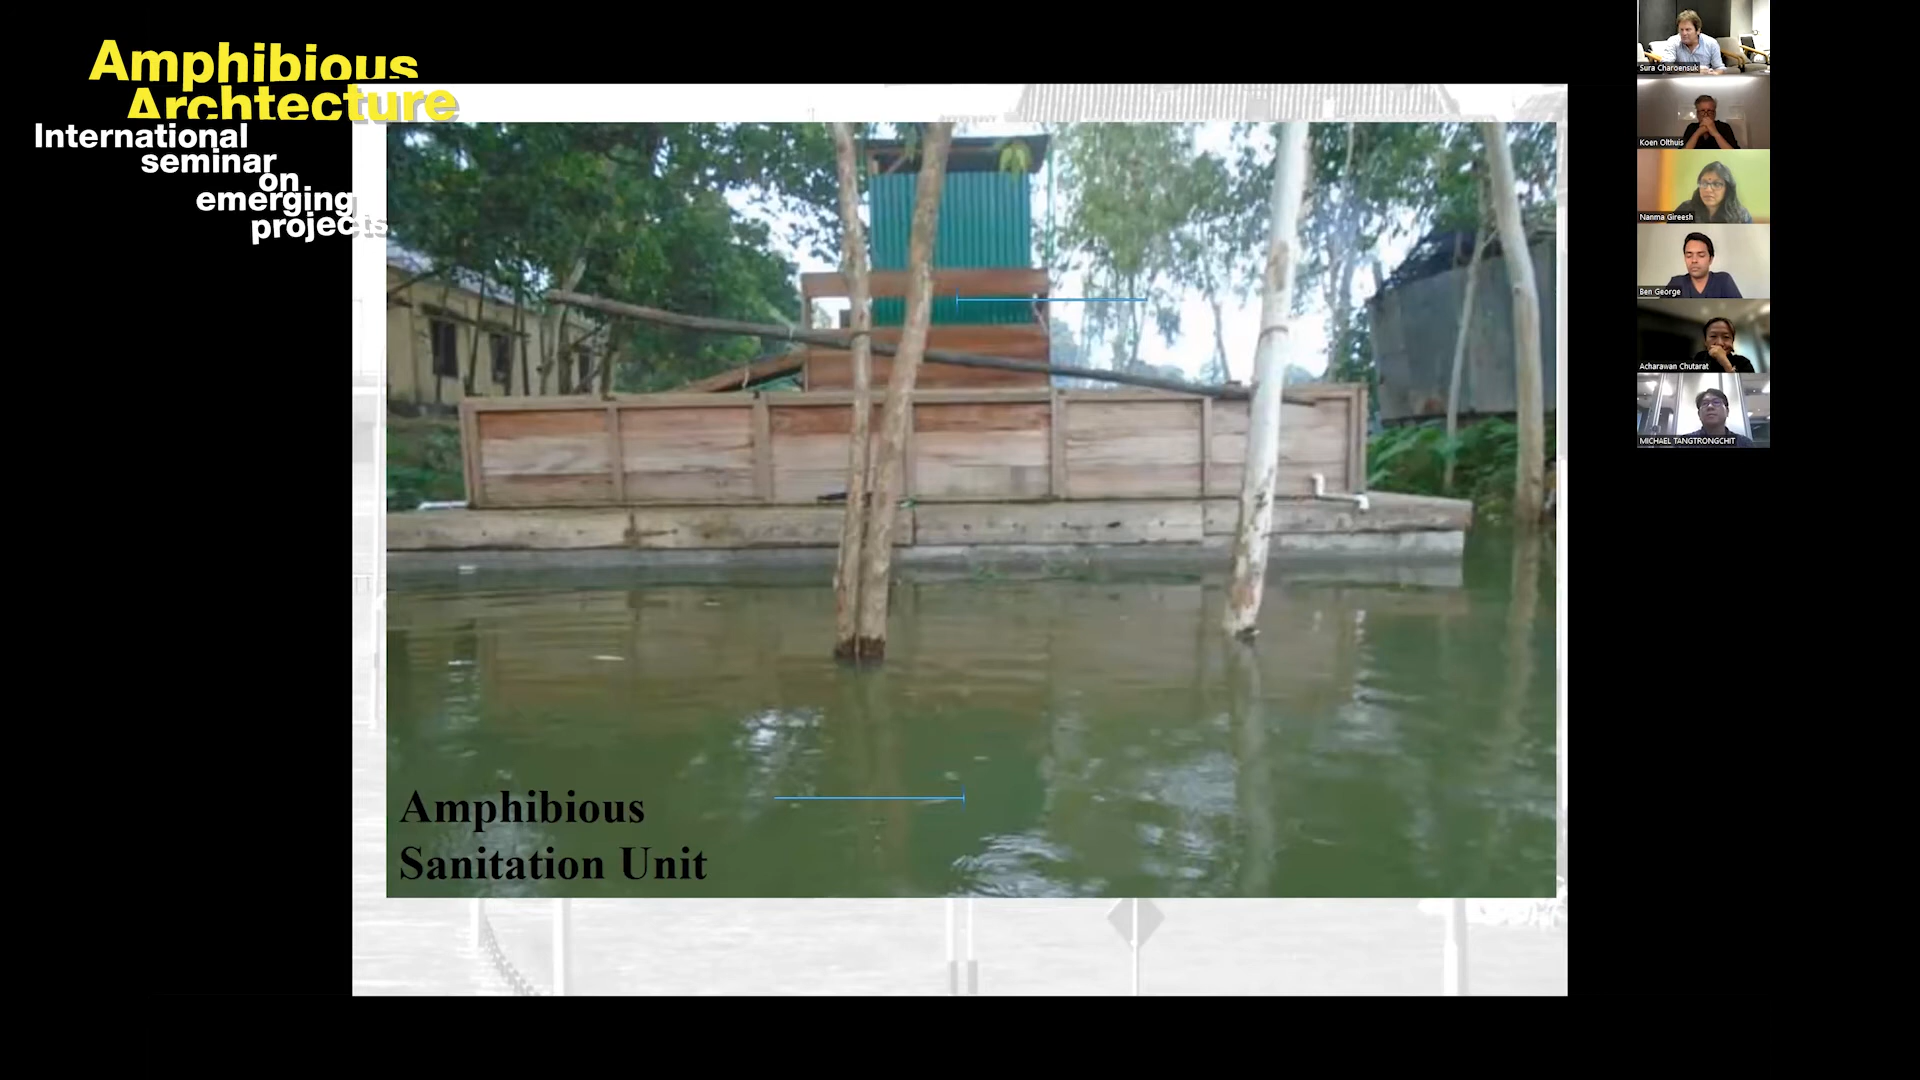 Amphibious
Archtecture
International
seminar
on
emerging
projects
Amphibious
Sanitation Unit
Sura Charoensuk
Koen Olthuis
Nanma Gireesh
Ben George
Acharawan Chutarat
MICHAEL TANGTRONGCHIT